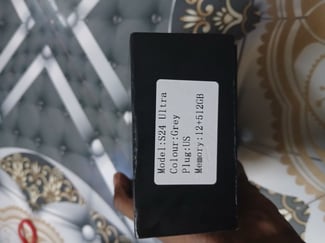 Model:S24 Ultra
Colour:Grey
Plug:US
Memory:12+512GB